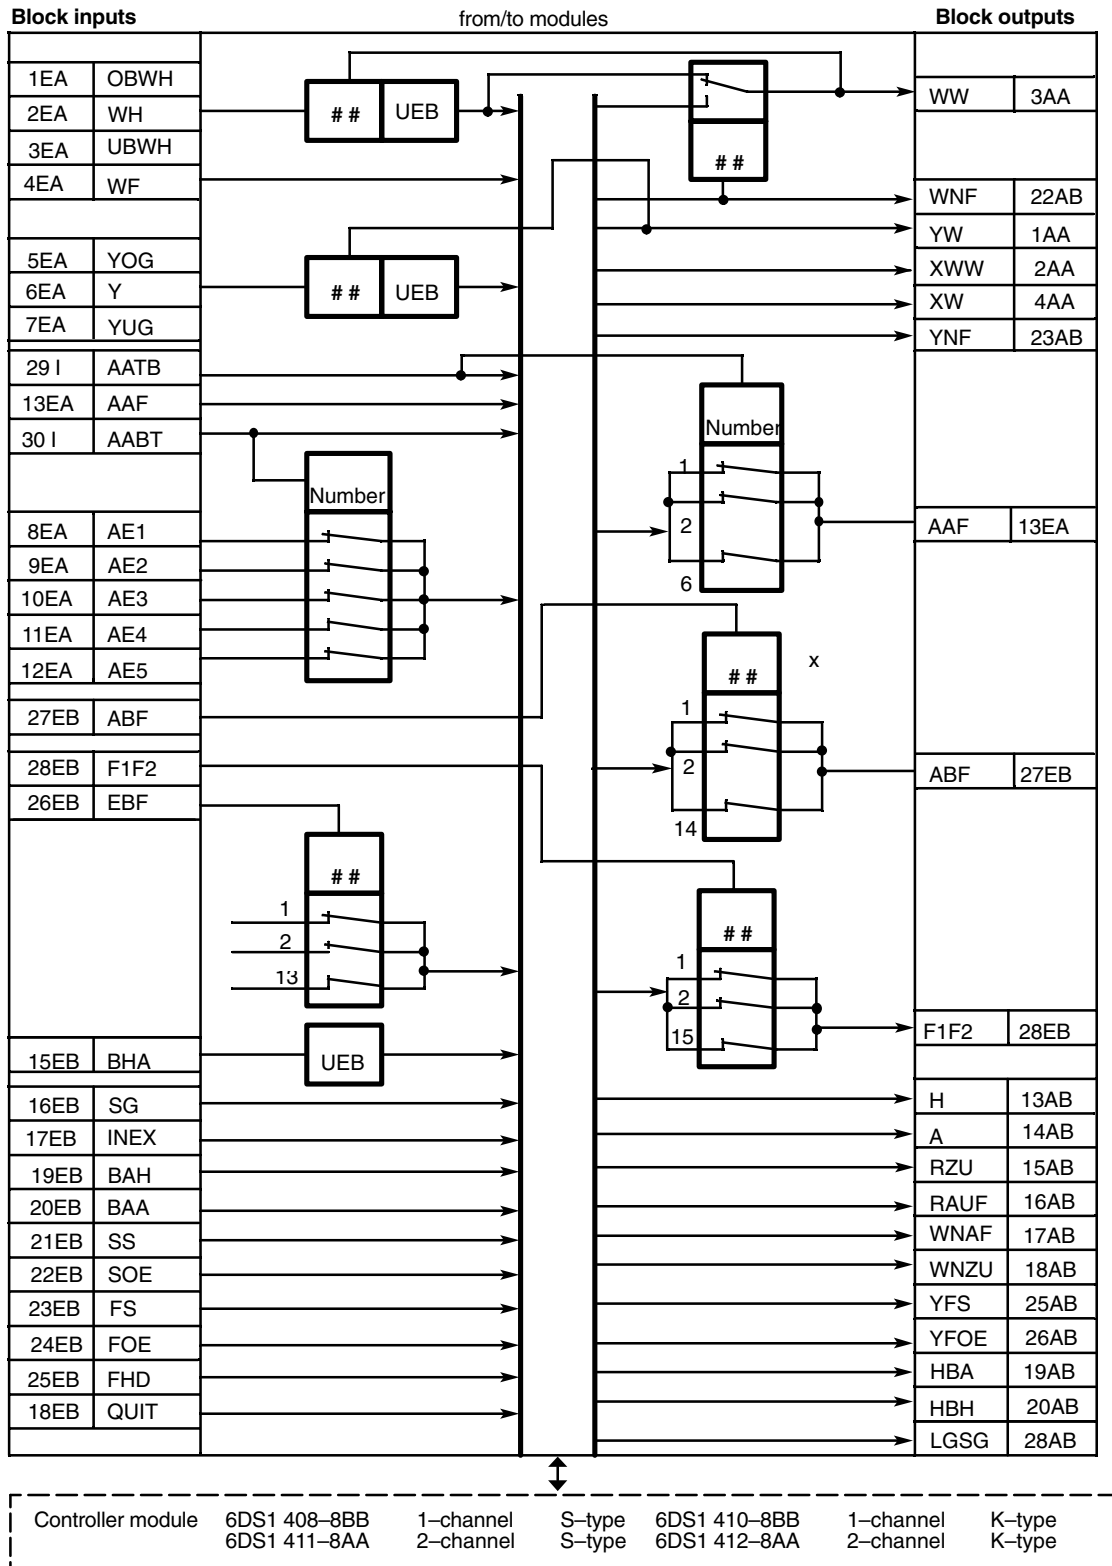 Block inputs from/to modules Block outputs
1EA OBWH
2EA WH
3EA UBWH
4EA WF
5EA YOG
6EA Y
7EA YUG
29 I AATB
13EA AAF
30 I AABT
8EA AE1
9EA AE2
10EA AE3
11EA AE4
12EA AE5
27EB ABF
28EB F1F2
26EB EBF
15EB BHA
16EB SG
17EB INEX
19EB BAH
20EB BAA
21EB SS
22EB SOE
23EB FS
24EB FOE
25EB FHD
18EB QUIT
# # UEB
# # UEB
Number
# #
1
2
13
UEB
# #
Number
1
2
6
# # x
1
2
14
# #
1
2
15
WW 3AA
WNF 22AB
YW 1AA
XWW 2AA
XW 4AA
YNF 23AB
AAF 13EA
ABF 27EB
F1F2 28EB
H 13AB
A 14AB
RZU 15AB
RAUF 16AB
WNAF 17AB
WNZU 18AB
YFS 25AB
YFOE 26AB
HBA 19AB
HBH 20AB
LGSG 28AB
Controller module 6DS1 408–8BB 1–channel S–type 6DS1 410–8BB 1–channel K–type
6DS1 411–8AA 2–channel S–type 6DS1 412–8AA 2–channel K–type